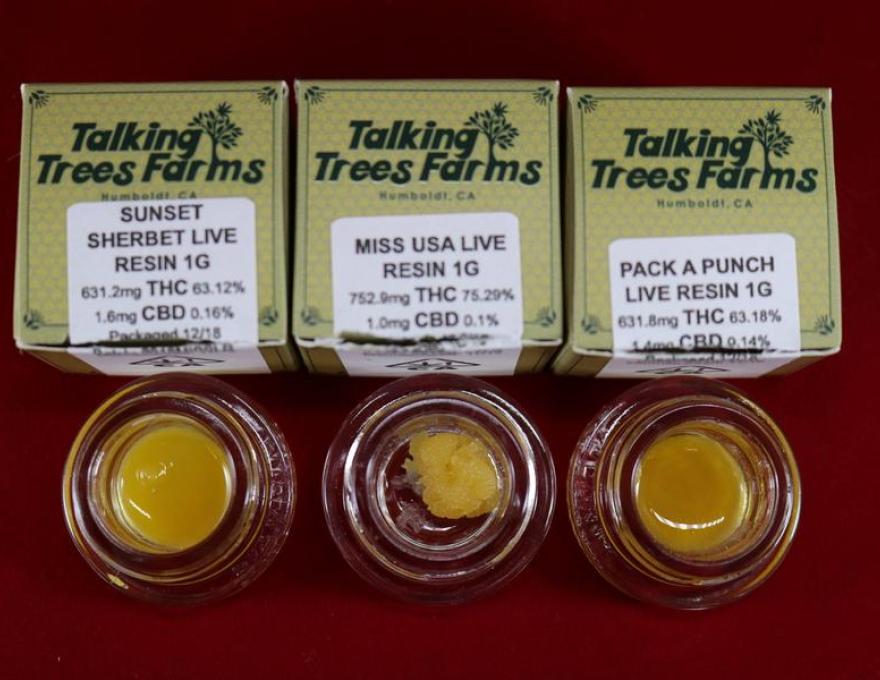 Talking
Trees Farms
Humboldt, CA
SUNSET
SHERBET LIVE
RESIN 1G
631.2mg THC 63.12%
1.6mg CBD 0.16%
Packaged 12/18
Talking
Trees Farms
Humboldt, CA
MISS USA LIVE
RESIN 1G
752.9mg THC 75.29%
1.0mg CBD 0.1%
CA
Talking
Trees Farms
Humboldt, CA
PACK A PUNCH
LIVE RESIN 1G
631.8mg THC 63.18%
1.4mg CBD 0.14%